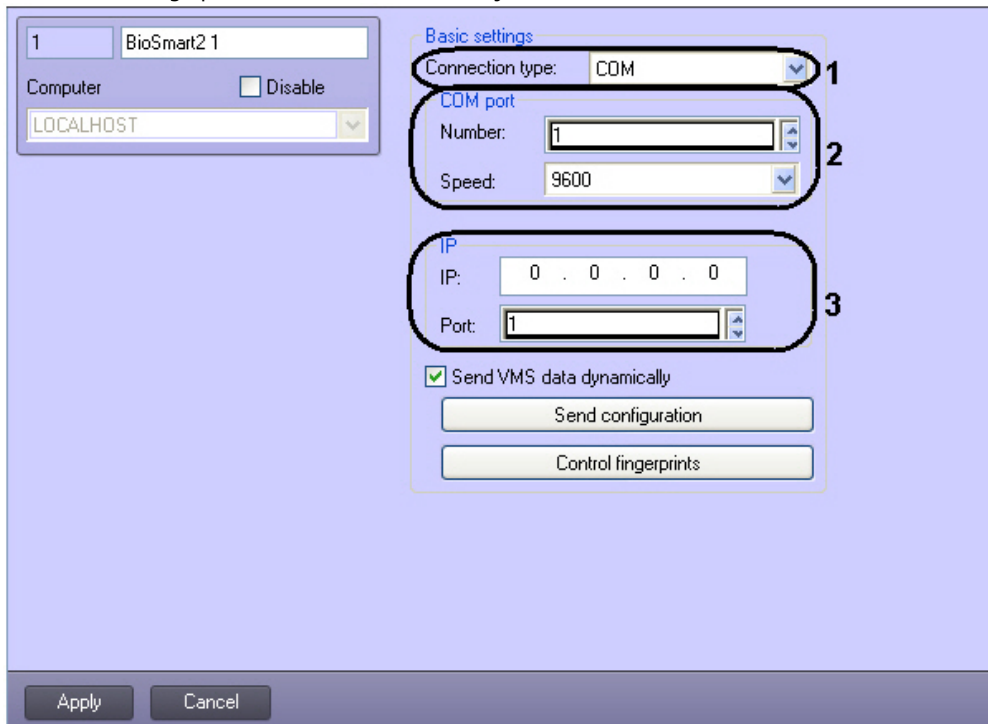 1 BioSmart2 1
Computer Disable
LOCALHOST
Basic settings
Connection type: COM 1
COM port
Number: 1
Speed: 9600
2
IP
IP: 0 . 0 . 0 . 0
Port: 1
3
Send VMS data dynamically
Send configuration
Control fingerprints
Apply Cancel